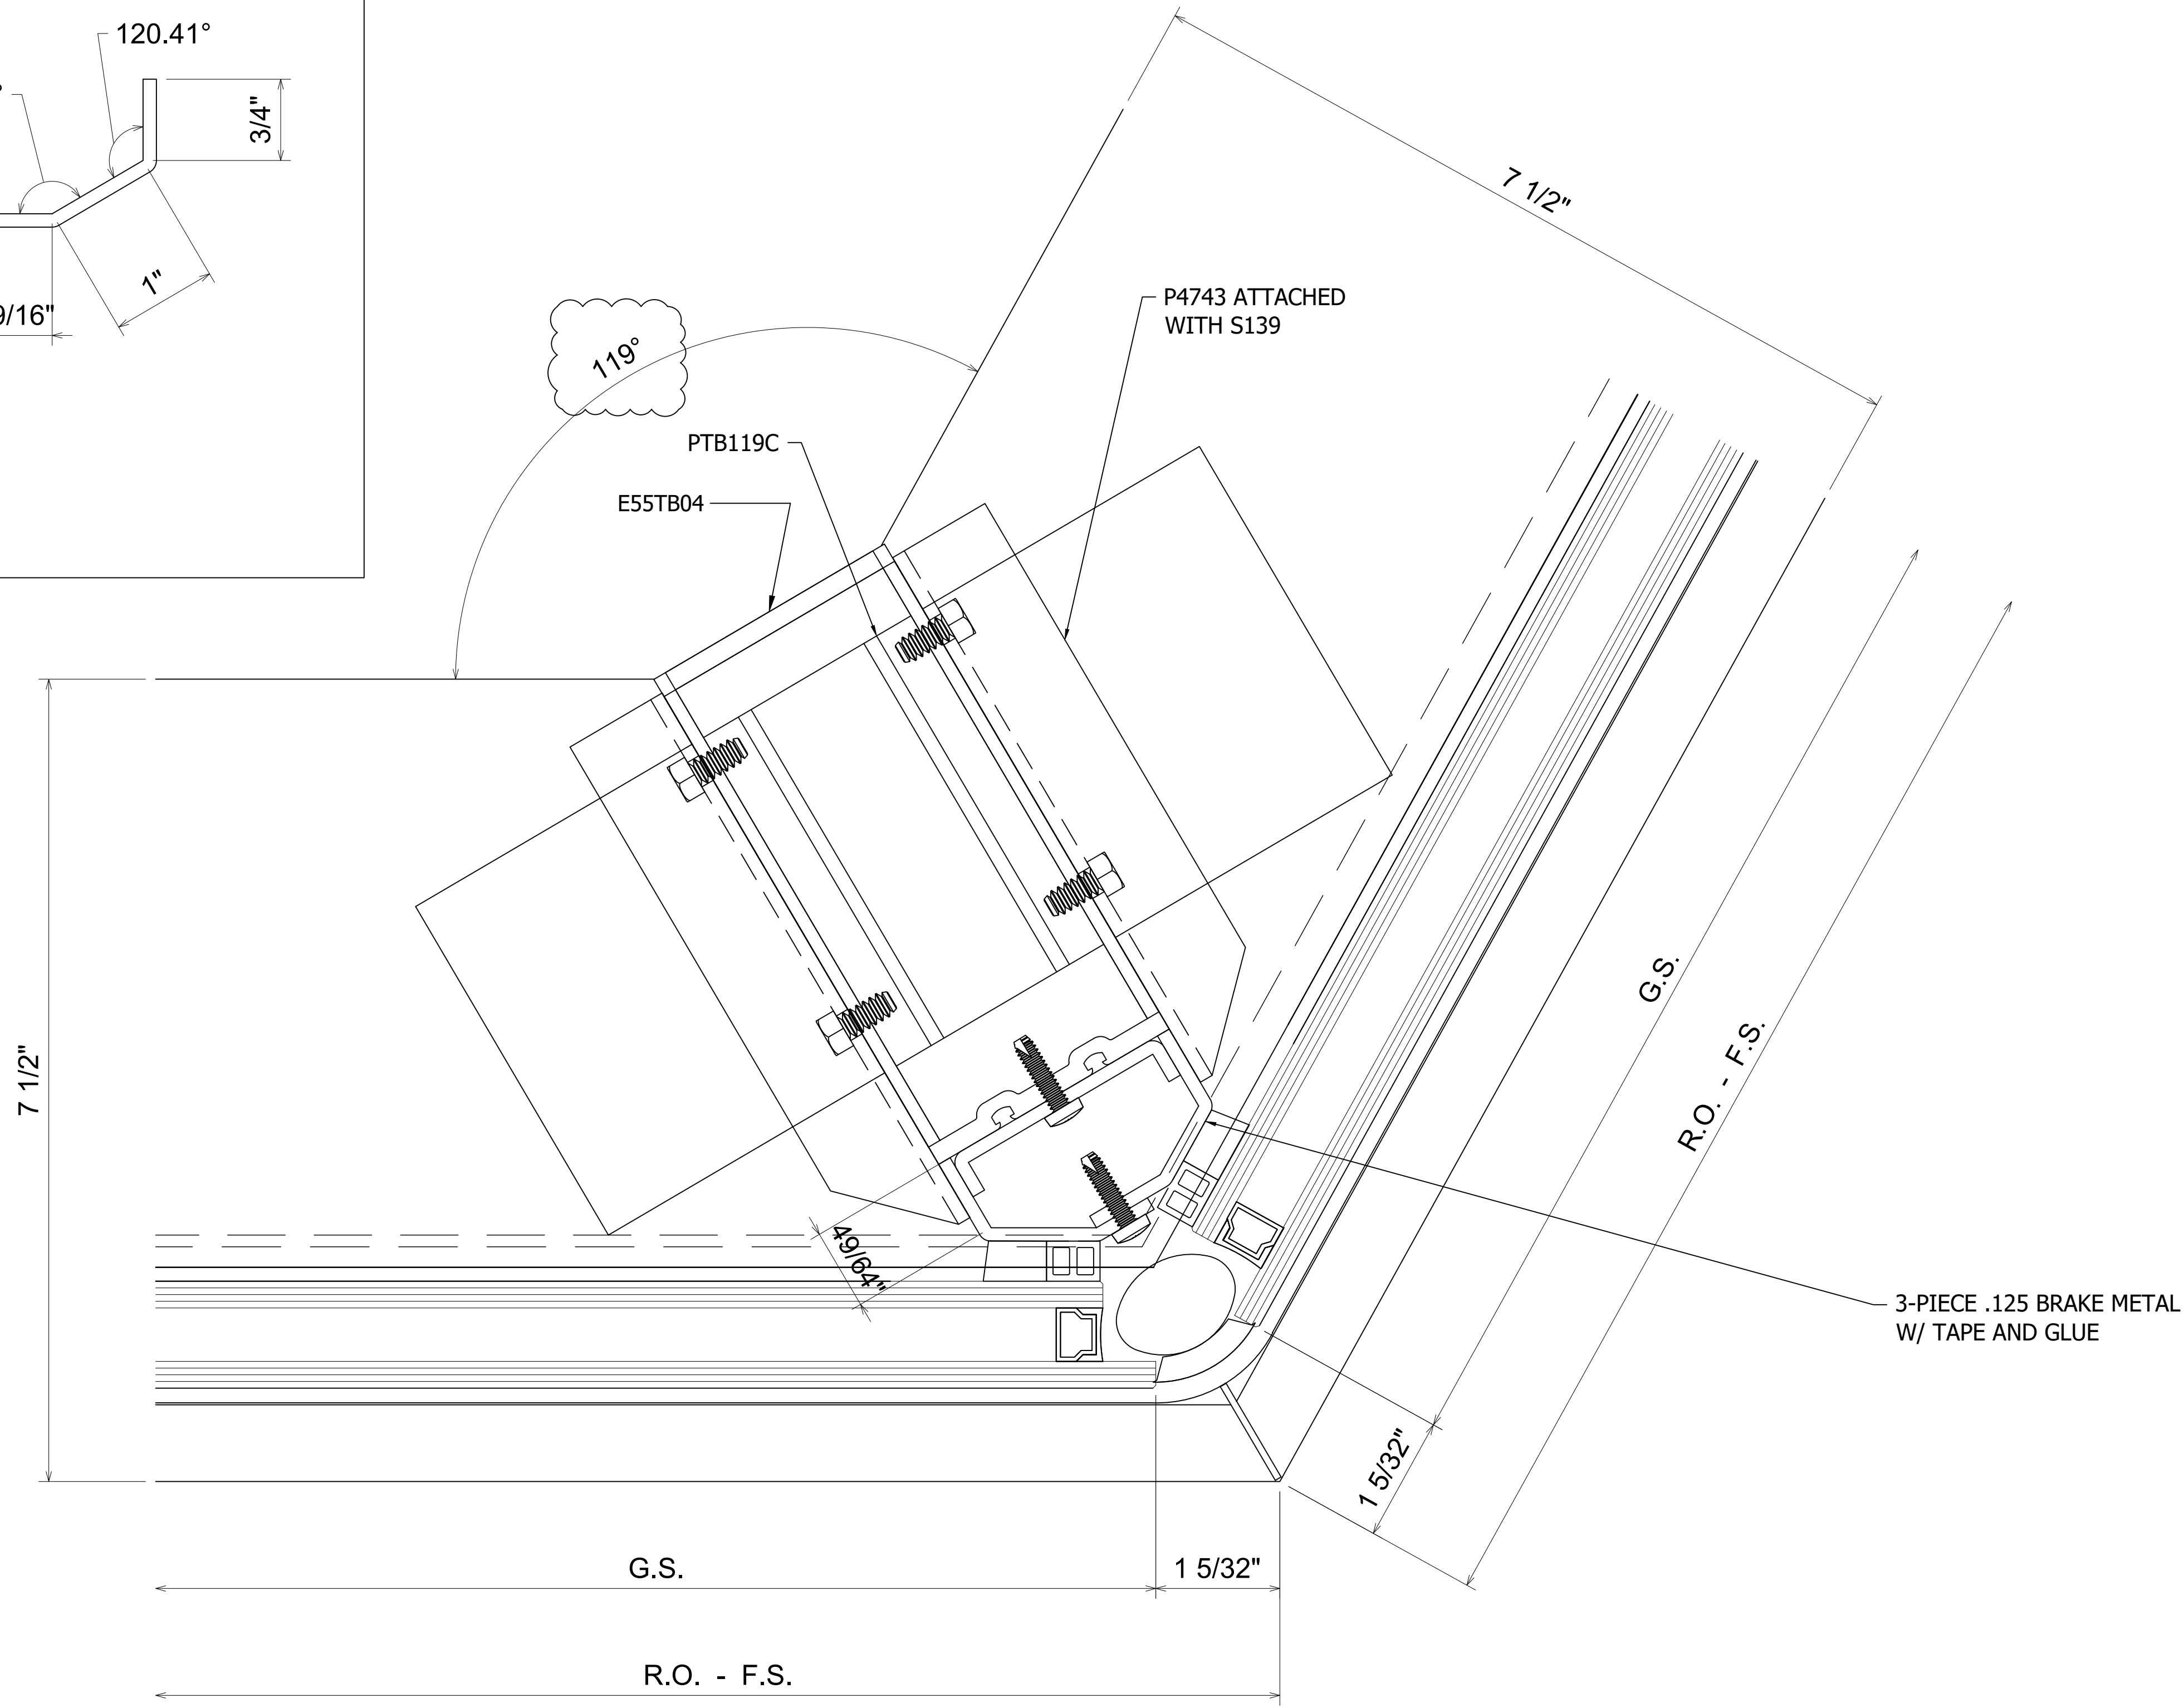 120.41°
°
3/4"
1"
9/16"
7 1/2"
119°
P4743 ATTACHED
WITH S139
PTB119C
E55TB04
7 1/2"
49/64"
G.S.
R.O. - F.S.
3-PIECE .125 BRAKE METAL
W/ TAPE AND GLUE
1 5/32"
G.S.
1 5/32"
R.O. - F.S.